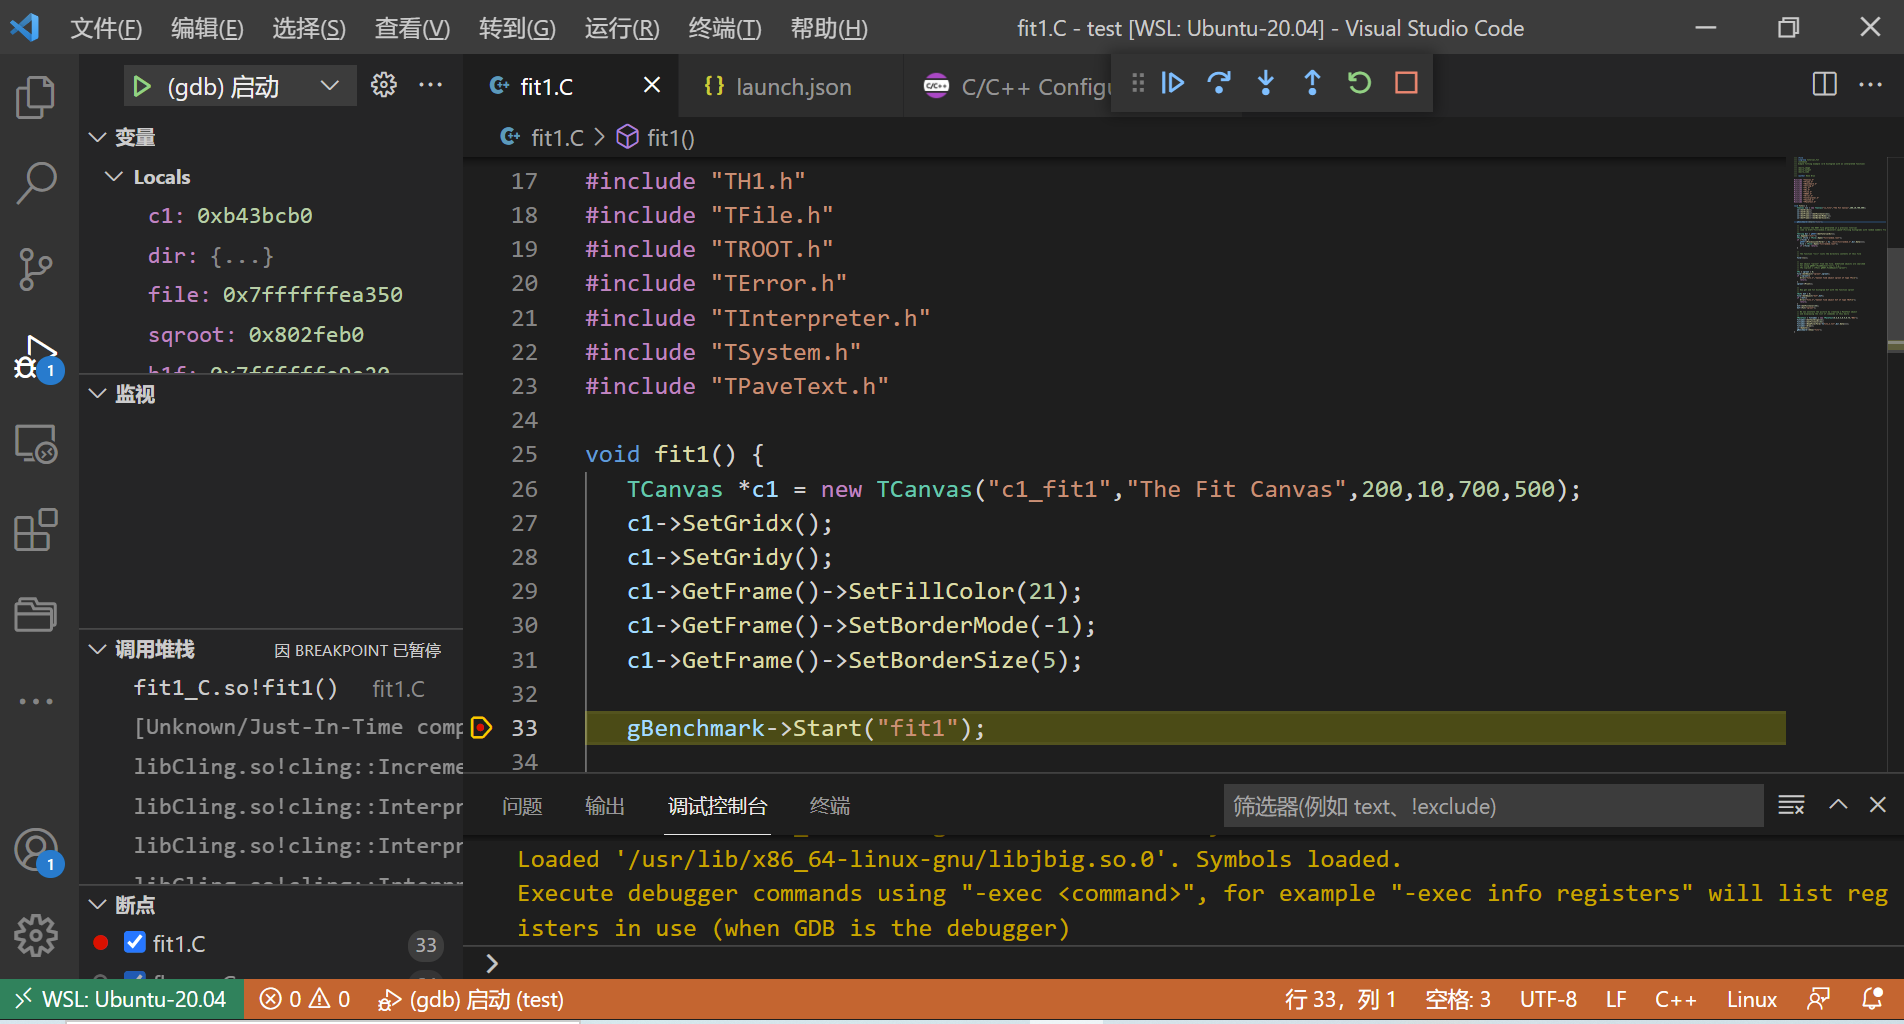 文件(F) 编辑(E) 选择(S) 查看(V) 转到(G) 运行(R) 终端(T) 帮助(H) fit1.C - test [WSL: Ubuntu-20.04] - Visual Studio Code
(gdb) 启动
fit1.C
{} launch.json
C/C++ Configu
fit1.C > fit1()
变量
Locals
c1: 0xb43bcb0
dir: {...}
file: 0x7ffffffea350
sqroot: 0x802feb0
监视
调用堆栈 因 BREAKPOINT 已暂停
fit1_C.so!fit1() fit1.C
[Unknown/Just-In-Time comp
libCling.so!cling::Increme
libCling.so!cling::Interpr
libCling.so!cling::Interpr
libCling.so!cling::Interpr
断点
fit1.C 33
1
1
17 #include "TH1.h"
18 #include "TFile.h"
19 #include "TROOT.h"
20 #include "TError.h"
21 #include "TInterpreter.h"
22 #include "TSystem.h"
23 #include "TPaveText.h"
24
25 void fit1() {
26 TCanvas *c1 = new TCanvas("c1_fit1","The Fit Canvas",200,10,700,500);
27 c1->SetGridx();
28 c1->SetGridy();
29 c1->GetFrame()->SetFillColor(21);
30 c1->GetFrame()->SetBorderMode(-1);
31 c1->GetFrame()->SetBorderSize(5);
32
33 gBenchmark->Start("fit1");
34
问题 输出 调试控制台 终端 筛选器(例如 text、!exclude)
Loaded '/usr/lib/x86_64-linux-gnu/libjbig.so.0'. Symbols loaded.
Execute debugger commands using "-exec <command>", for example "-exec info registers" will list reg
isters in use (when GDB is the debugger)
>
WSL: Ubuntu-20.04 0 0 (gdb) 启动 (test) 行 33，列 1 空格: 3 UTF-8 LF C++ Linux